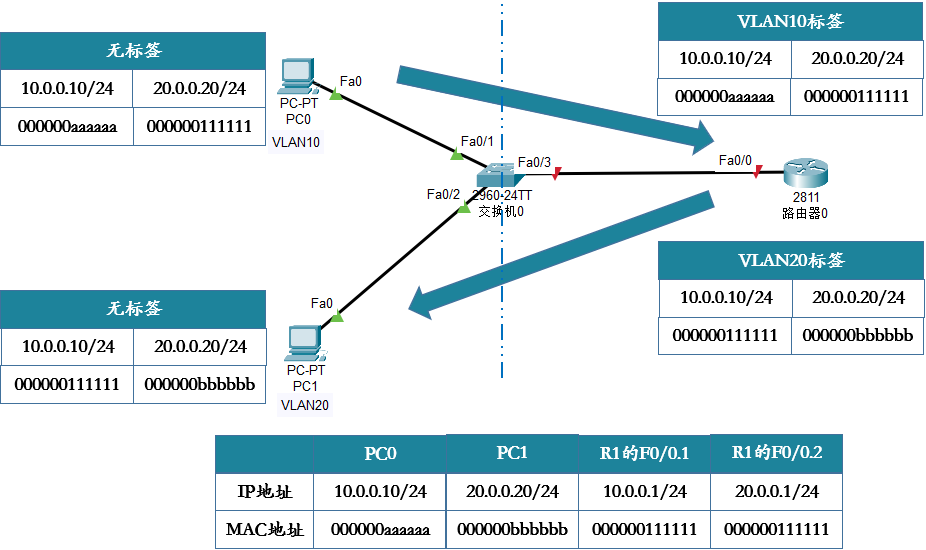 无标签
10.0.0.10/24 20.0.0.20/24
000000aaaaaa 000000111111
VLAN10标签
10.0.0.10/24 20.0.0.20/24
000000aaaaaa 000000111111
Fa0
PC-PT
PC0
VLAN10
Fa0/1
Fa0/3
Fa0/0
Fa0/2
2960-24TT
交换机0
2811
路由器0
无标签
10.0.0.10/24 20.0.0.20/24
000000111111 000000bbbbbb
Fa0
PC-PT
PC1
VLAN20
VLAN20标签
10.0.0.10/24 20.0.0.20/24
000000111111 000000bbbbbb
PC0 PC1 R1的F0/0.1 R1的F0/0.2
IP地址 10.0.0.10/24 20.0.0.20/24 10.0.0.1/24 20.0.0.1/24
MAC地址 000000aaaaaa 000000bbbbbb 000000111111 000000111111